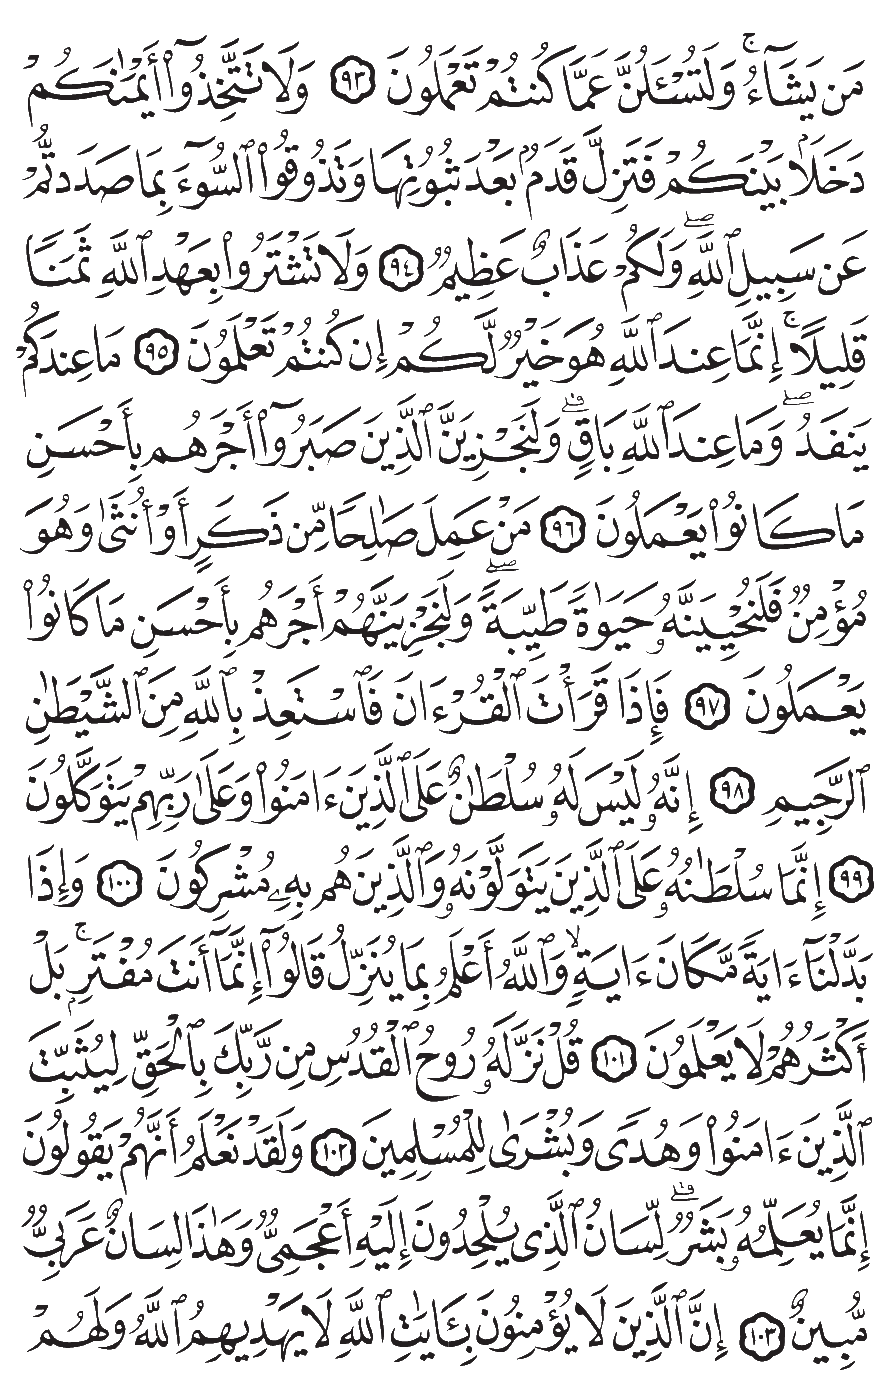 مَن يَشَآءُ ۚ وَلَتُسْـَٔلُنَّ عَمَّا كُنتُمْ تَعْمَلُونَ ﴿٩٣﴾ وَلَا تَتَّخِذُوٓا۟ أَيْمَـٰنَكُمْ
دَخَلًۢا بَيْنَكُمْ فَتَزِلَّ قَدَمٌۢ بَعْدَ ثُبُوتِهَا وَتَذُوقُوا۟ ٱلسُّوٓءَ بِمَا صَدَدتُّمْ
عَن سَبِيلِ ٱللَّهِ ۖ وَلَكُمْ عَذَابٌ عَظِيمٌ ﴿٩٤﴾ وَلَا تَشْتَرُوا۟ بِعَهْدِ ٱللَّهِ ثَمَنًا
قَلِيلًا ۚ إِنَّمَا عِندَ ٱللَّهِ هُوَ خَيْرٌ لَّكُمْ إِن كُنتُمْ تَعْلَمُونَ ﴿٩٥﴾ مَا عِندَكُمْ
يَنفَدُ ۖ وَمَا عِندَ ٱللَّهِ بَاقٍ ۗ وَلَنَجْزِيَنَّ ٱلَّذِينَ صَبَرُوٓا۟ أَجْرَهُم بِأَحْسَنِ
مَا كَانُوا۟ يَعْمَلُونَ ﴿٩٦﴾ مَنْ عَمِلَ صَـٰلِحًا مِّن ذَكَرٍ أَوْ أُنثَىٰ وَهُوَ
مُؤْمِنٌ فَلَنُحْيِيَنَّهُۥ حَيَوٰةً طَيِّبَةً ۖ وَلَنَجْزِيَنَّهُمْ أَجْرَهُم بِأَحْسَنِ مَا كَانُوا۟
يَعْمَلُونَ ﴿٩٧﴾ فَإِذَا قَرَأْتَ ٱلْقُرْءَانَ فَٱسْتَعِذْ بِٱللَّهِ مِنَ ٱلشَّيْطَـٰنِ
ٱلرَّجِيمِ ﴿٩٨﴾ إِنَّهُۥ لَيْسَ لَهُۥ سُلْطَـٰنٌ عَلَى ٱلَّذِينَ ءَامَنُوا۟ وَعَلَىٰ رَبِّهِمْ يَتَوَكَّلُونَ
﴿٩٩﴾ إِنَّمَا سُلْطَـٰنُهُۥ عَلَى ٱلَّذِينَ يَتَوَلَّوْنَهُۥ وَٱلَّذِينَ هُم بِهِۦ مُشْرِكُونَ ﴿١٠٠﴾ وَإِذَا
بَدَّلْنَآ ءَايَةً مَّكَانَ ءَايَةٍ ۙ وَٱللَّهُ أَعْلَمُ بِمَا يُنَزِّلُ قَالُوٓا۟ إِنَّمَآ أَنتَ مُفْتَرٍۭ ۚ بَلْ
أَكْثَرُهُمْ لَا يَعْلَمُونَ ﴿١٠١﴾ قُلْ نَزَّلَهُۥ رُوحُ ٱلْقُدُسِ مِن رَّبِّكَ بِٱلْحَقِّ لِيُثَبِّتَ
ٱلَّذِينَ ءَامَنُوا۟ وَهُدًى وَبُشْرَىٰ لِلْمُسْلِمِينَ ﴿١٠٢﴾ وَلَقَدْ نَعْلَمُ أَنَّهُمْ يَقُولُونَ
إِنَّمَا يُعَلِّمُهُۥ بَشَرٌ ۗ لِّسَانُ ٱلَّذِى يُلْحِدُونَ إِلَيْهِ أَعْجَمِىٌّ وَهَـٰذَا لِسَانٌ عَرَبِىٌّ
مُّبِينٌ ﴿١٠٣﴾ إِنَّ ٱلَّذِينَ لَا يُؤْمِنُونَ بِـَٔايَـٰتِ ٱللَّهِ لَا يَهْدِيهِمُ ٱللَّهُ وَلَهُمْ